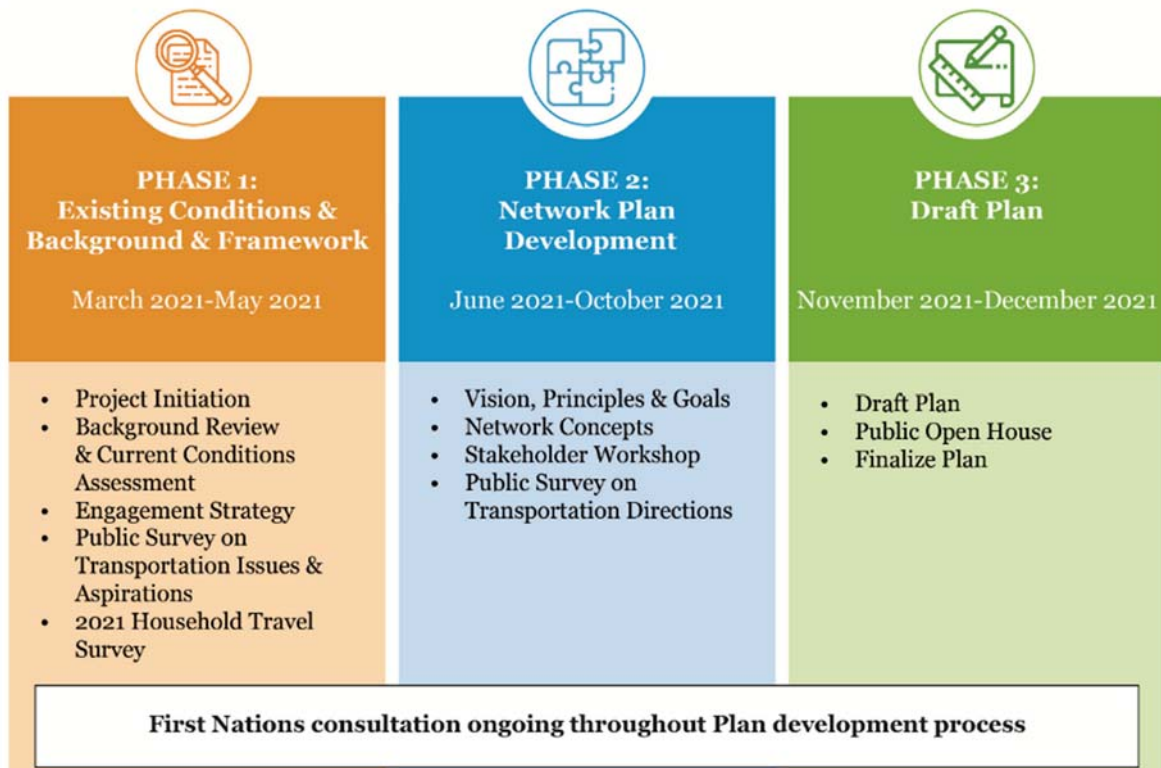 PHASE 1:
Existing Conditions &
Background & Framework
March 2021-May 2021
• Project Initiation
• Background Review
& Current Conditions
Assessment
• Engagement Strategy
• Public Survey on
Transportation Issues &
Aspirations
• 2021 Household Travel
Survey
PHASE 2:
Network Plan
Development
June 2021-October 2021
• Vision, Principles & Goals
• Network Concepts
• Stakeholder Workshop
• Public Survey on
Transportation Directions
PHASE 3:
Draft Plan
November 2021-December 2021
• Draft Plan
• Public Open House
• Finalize Plan
First Nations consultation ongoing throughout Plan development process